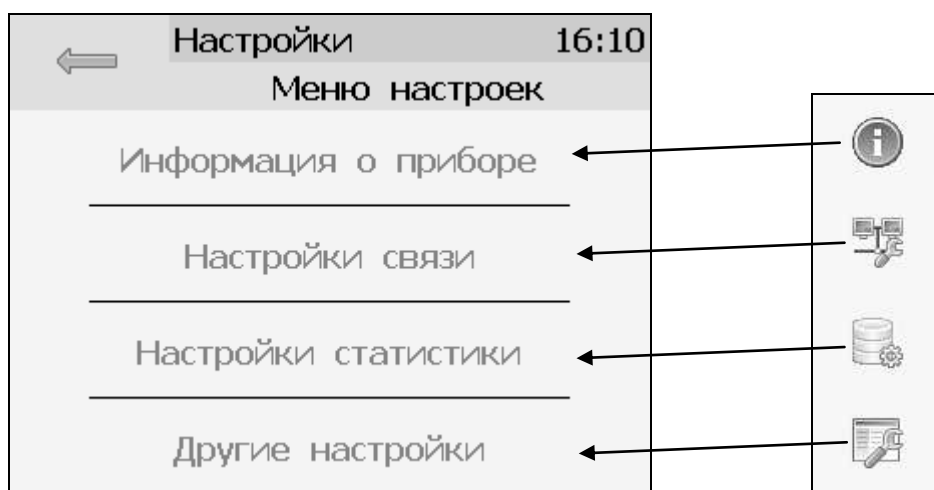 Настройки 16:10
Меню настроек
Информация о приборе
Настройки связи
Настройки статистики
Другие настройки